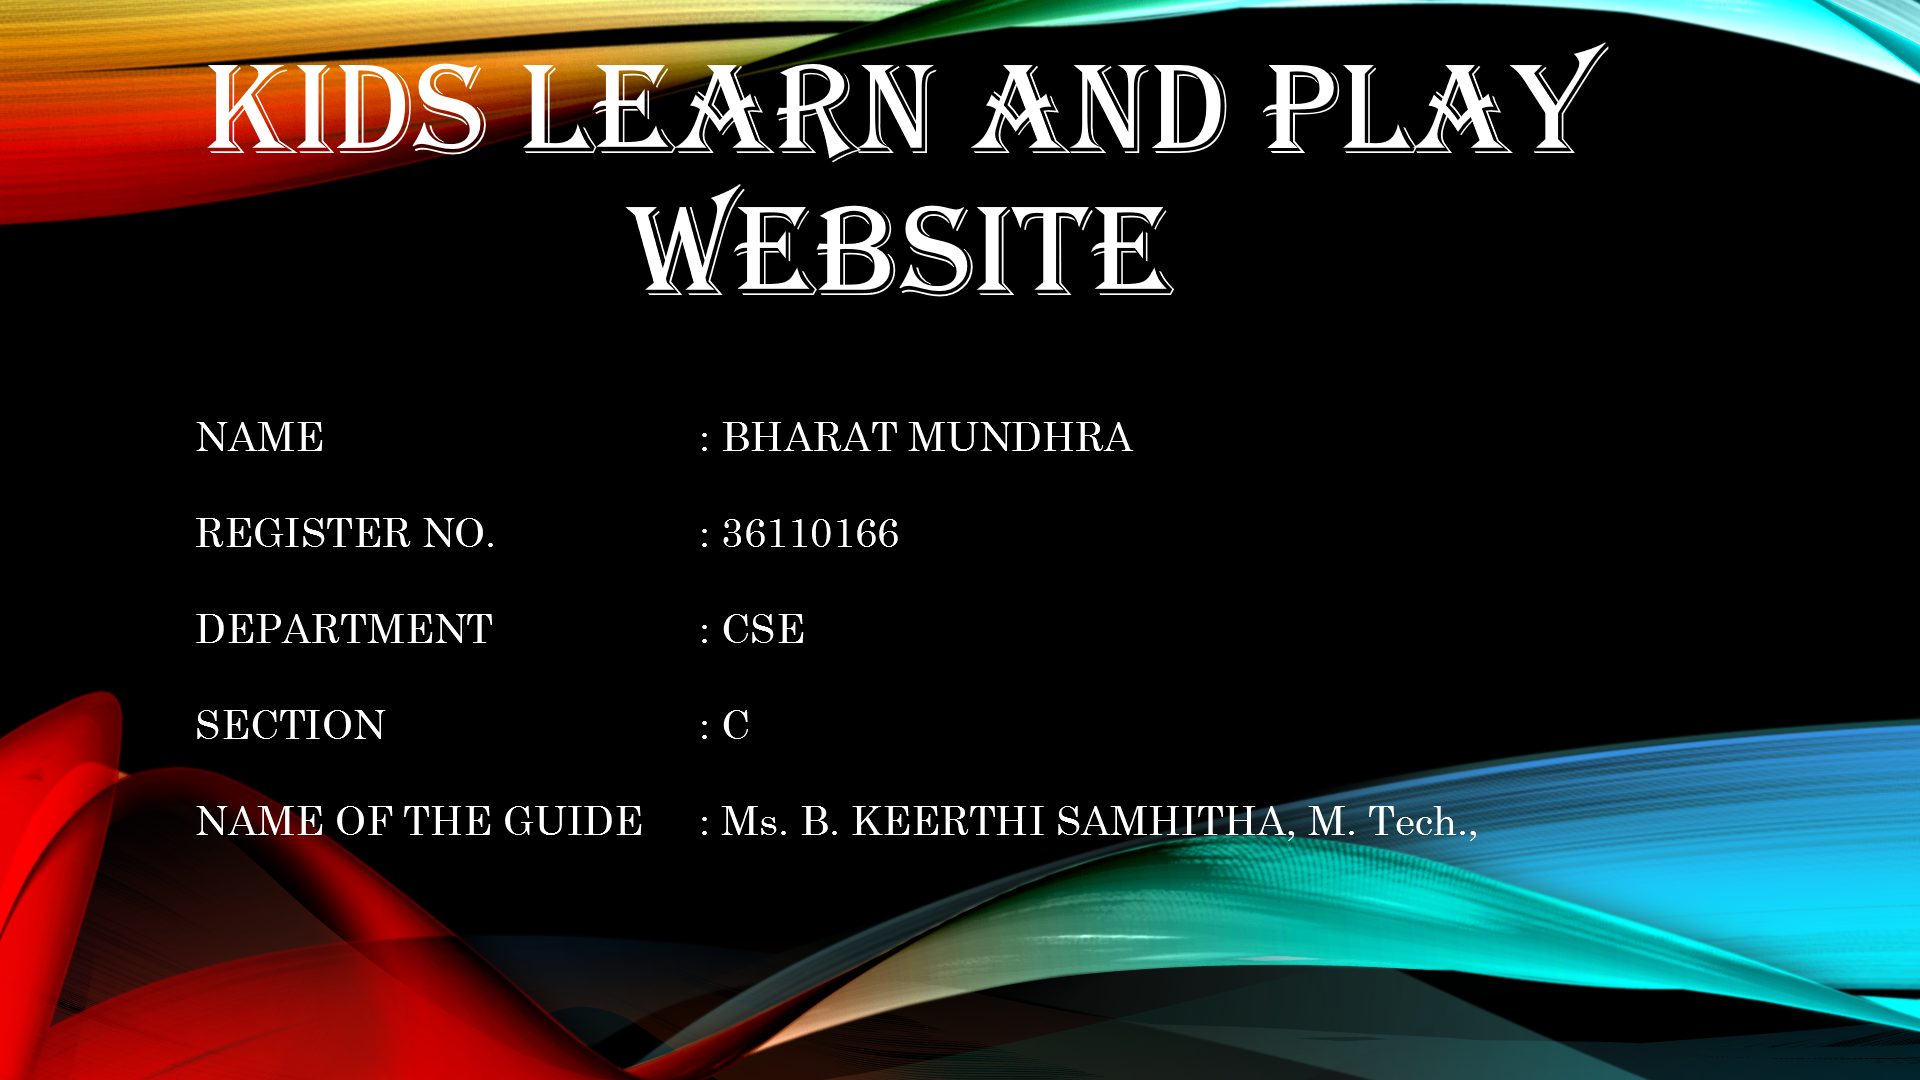 KIDS LEARN AND PLAY
WEBSITE
NAME : BHARAT MUNDHRA
REGISTER NO. : 36110166
DEPARTMENT : CSE
SECTION : C
NAME OF THE GUIDE : Ms. B. KEERTHI SAMHITHA, M. Tech.,